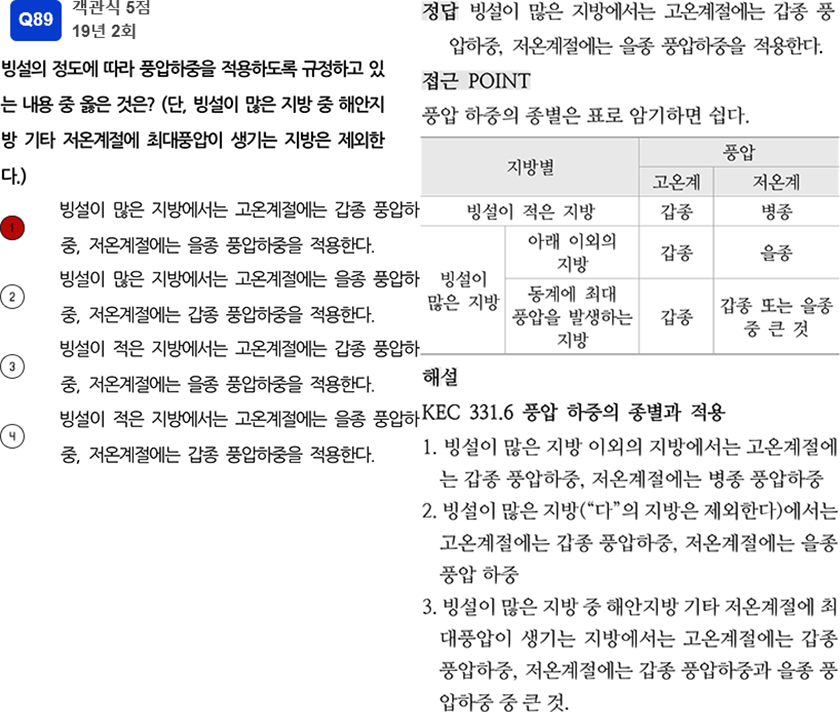 Q89
객관식 5점
19년 2회
빙설의 정도에 따라 풍압하중을 적용하도록 규정하고 있
는 내용 중 옳은 것은? (단, 빙설이 많은 지방 중 해안지
방 기타 저온계절에 최대풍압이 생기는 지방은 제외한
다.)
1
빙설이 많은 지방에서는 고온계절에는 갑종 풍압하
중, 저온계절에는 을종 풍압하중을 적용한다.
2
빙설이 많은 지방에서는 고온계절에는 을종 풍압하
중, 저온계절에는 갑종 풍압하중을 적용한다.
3
빙설이 적은 지방에서는 고온계절에는 갑종 풍압하
중, 저온계절에는 을종 풍압하중을 적용한다.
4
빙설이 적은 지방에서는 고온계절에는 을종 풍압하
중, 저온계절에는 갑종 풍압하중을 적용한다.
정답 빙설이 많은 지방에서는 고온계절에는 갑종 풍
압하중, 저온계절에는 을종 풍압하중을 적용한다.
접근 POINT
풍압 하중의 종별은 표로 암기하면 쉽다.
지방별
풍압
고온계
저온계
빙설이 적은 지방
갑종
병종
빙설이
많은 지방
아래 이외의
지방
갑종
을종
동계에 최대
풍압을 발생하는
지방
갑종
갑종 또는 을종
중 큰 것
해설
KEC 331.6 풍압 하중의 종별과 적용
1. 빙설이 많은 지방 이외의 지방에서는 고온계절에
는 갑종 풍압하중, 저온계절에는 병종 풍압하중
2. 빙설이 많은 지방(“다”의 지방은 제외한다)에서는
고온계절에는 갑종 풍압하중, 저온계절에는 을종
풍압 하중
3. 빙설이 많은 지방 중 해안지방 기타 저온계절에 최
대풍압이 생기는 지방에서는 고온계절에는 갑종
풍압하중, 저온계절에는 갑종 풍압하중과 을종 풍
압하중 중 큰 것.